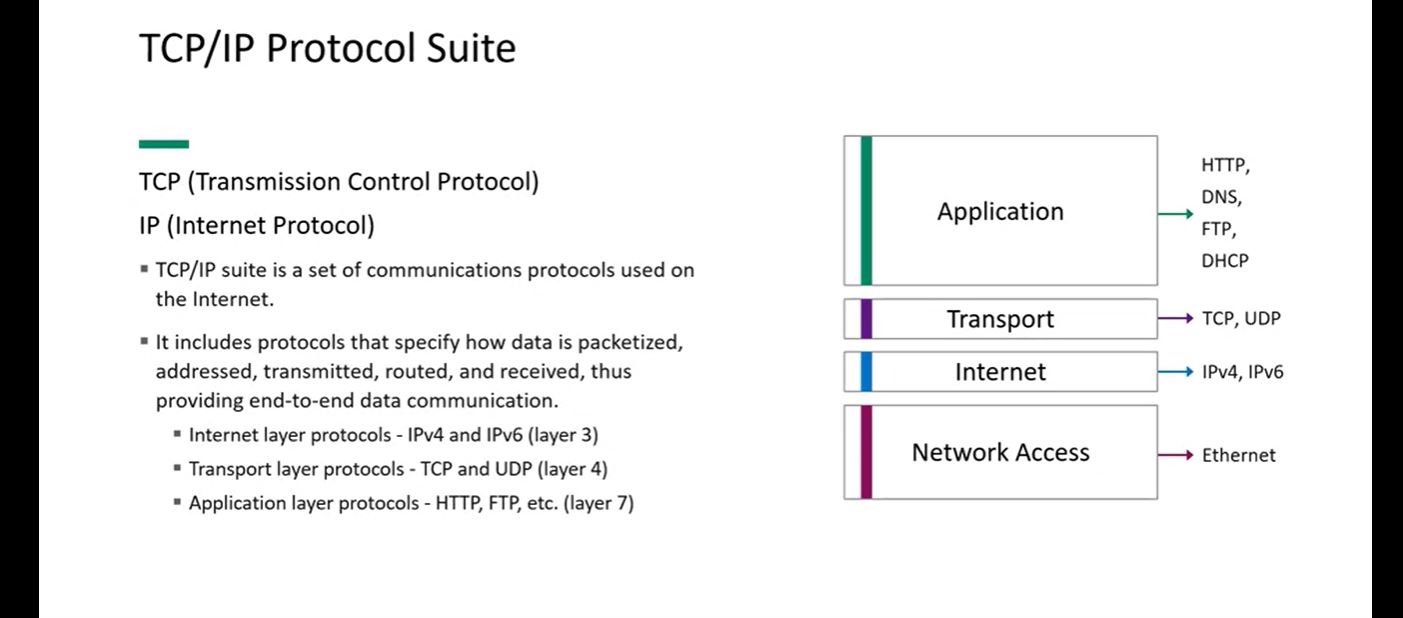 TCP/IP Protocol Suite
TCP (Transmission Control Protocol)
IP (Internet Protocol)
▪ TCP/IP suite is a set of communications protocols used on
the Internet.
▪ It includes protocols that specify how data is packetized,
addressed, transmitted, routed, and received, thus
providing end-to-end data communication.
▪ Internet layer protocols - IPv4 and IPv6 (layer 3)
▪ Transport layer protocols - TCP and UDP (layer 4)
▪ Application layer protocols - HTTP, FTP, etc. (layer 7)
Application
HTTP,
DNS,
FTP,
DHCP
Transport
TCP, UDP
Internet
IPv4, IPv6
Network Access
Ethernet